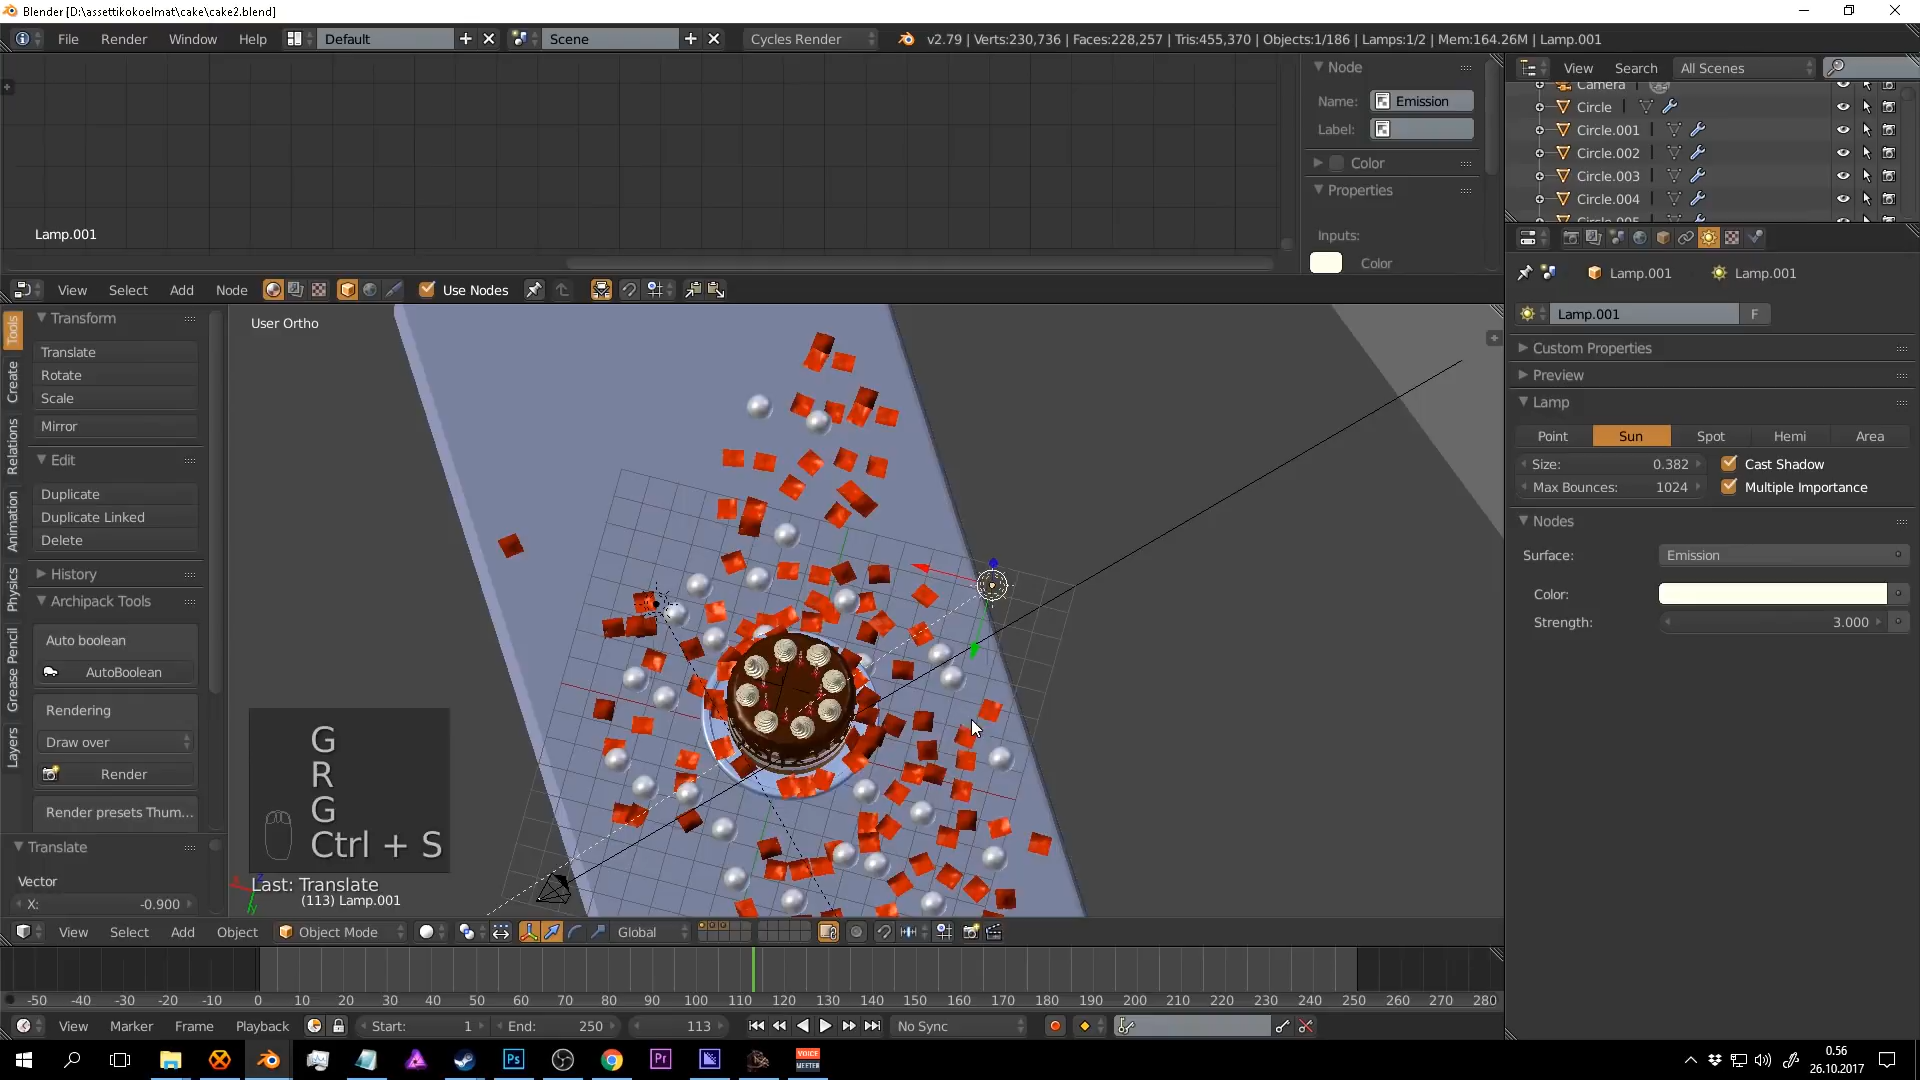 Blender [D:\assettikokoelmat\cake\cake2.blend]
File Render Window Help Default Scene Cycles Render v2.79 | Verts:230,736 | Faces:228,257 | Tris:455,370 | Objects:1/186 | Lamps:1/2 | Mem:164.26M | Lamp.001
Node
Name: Emission
Label:
Color
Properties
Inputs:
Color
Lamp.001
View Select Add Node Use Nodes
View Search All Scenes
Camera
Circle
Circle.001
Circle.002
Circle.003
Circle.004
Circle.005
Lamp.001 Lamp.001
Lamp.001 F
Custom Properties
Preview
Lamp
Point Sun Spot Hemi Area
Size: 0.382 Cast Shadow
Max Bounces: 1024 Multiple Importance
Nodes
Surface: Emission
Color:
Strength: 3.000
Tools
Create
Relations
Animation
Physics
Grease Pencil
Layers
Transform
Translate
Rotate
Scale
Mirror
Edit
Duplicate
Duplicate Linked
Delete
History
Archipack Tools
Auto boolean
AutoBoolean
Rendering
Draw over
Render
Render presets Thum...
Translate
Vector
X: -0.900
User Ortho
G
R
G
Ctrl + S
Last: Translate
(113) Lamp.001
View Select Add Object Object Mode Global
-50 -40 -30 -20 -10 0 10 20 30 40 50 60 70 80 90 100 110 120 130 140 150 160 170 180 190 200 210 220 230 240 250 260 270 280
View Marker Frame Playback Start: 1 End: 250 113 No Sync
Ps Pr VOICE MEETER
0.56
26.10.2017